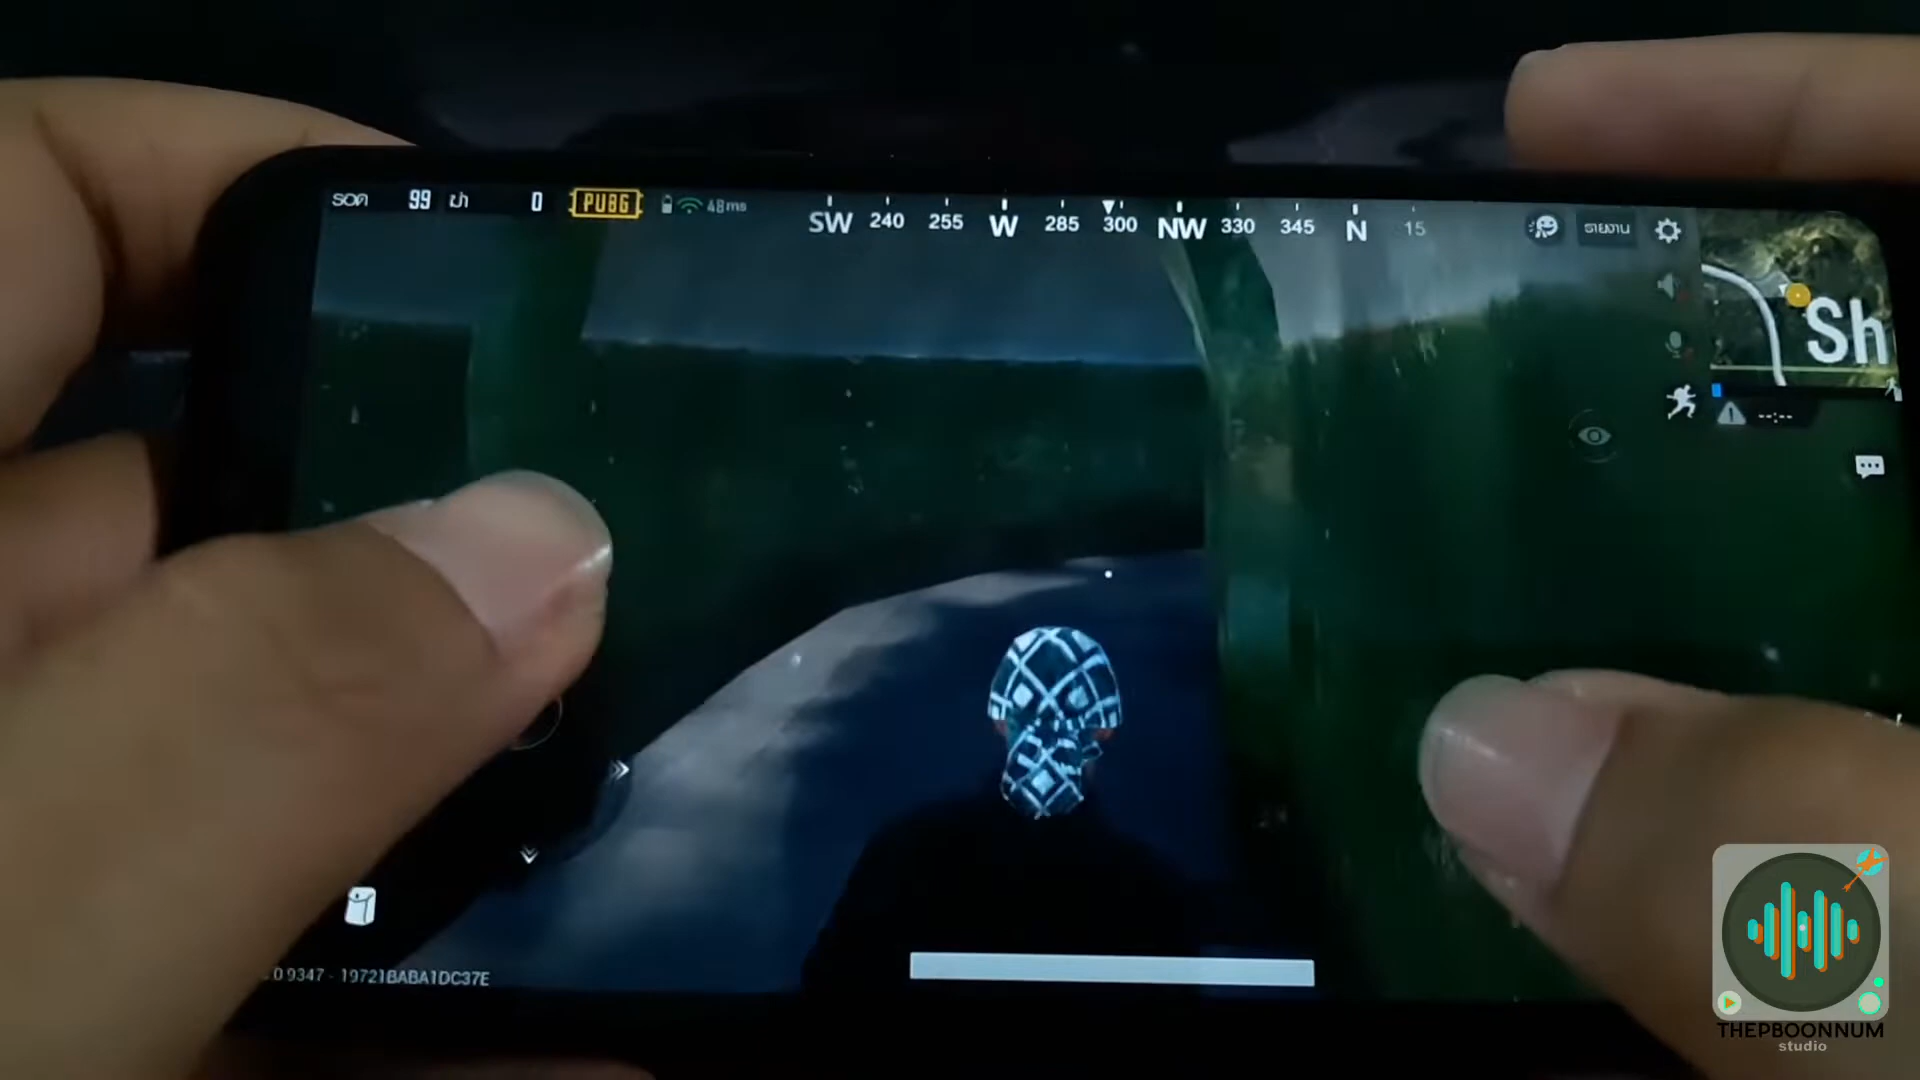 รอด 99 ฆ่า 0 PUBG 48ms
SW 240 255 W 285 300 NW 330 345 N 15
รายงาน
Sh
--:--
0.9347 - 19721BABA1DC37E
THEPBOONNUM
studio